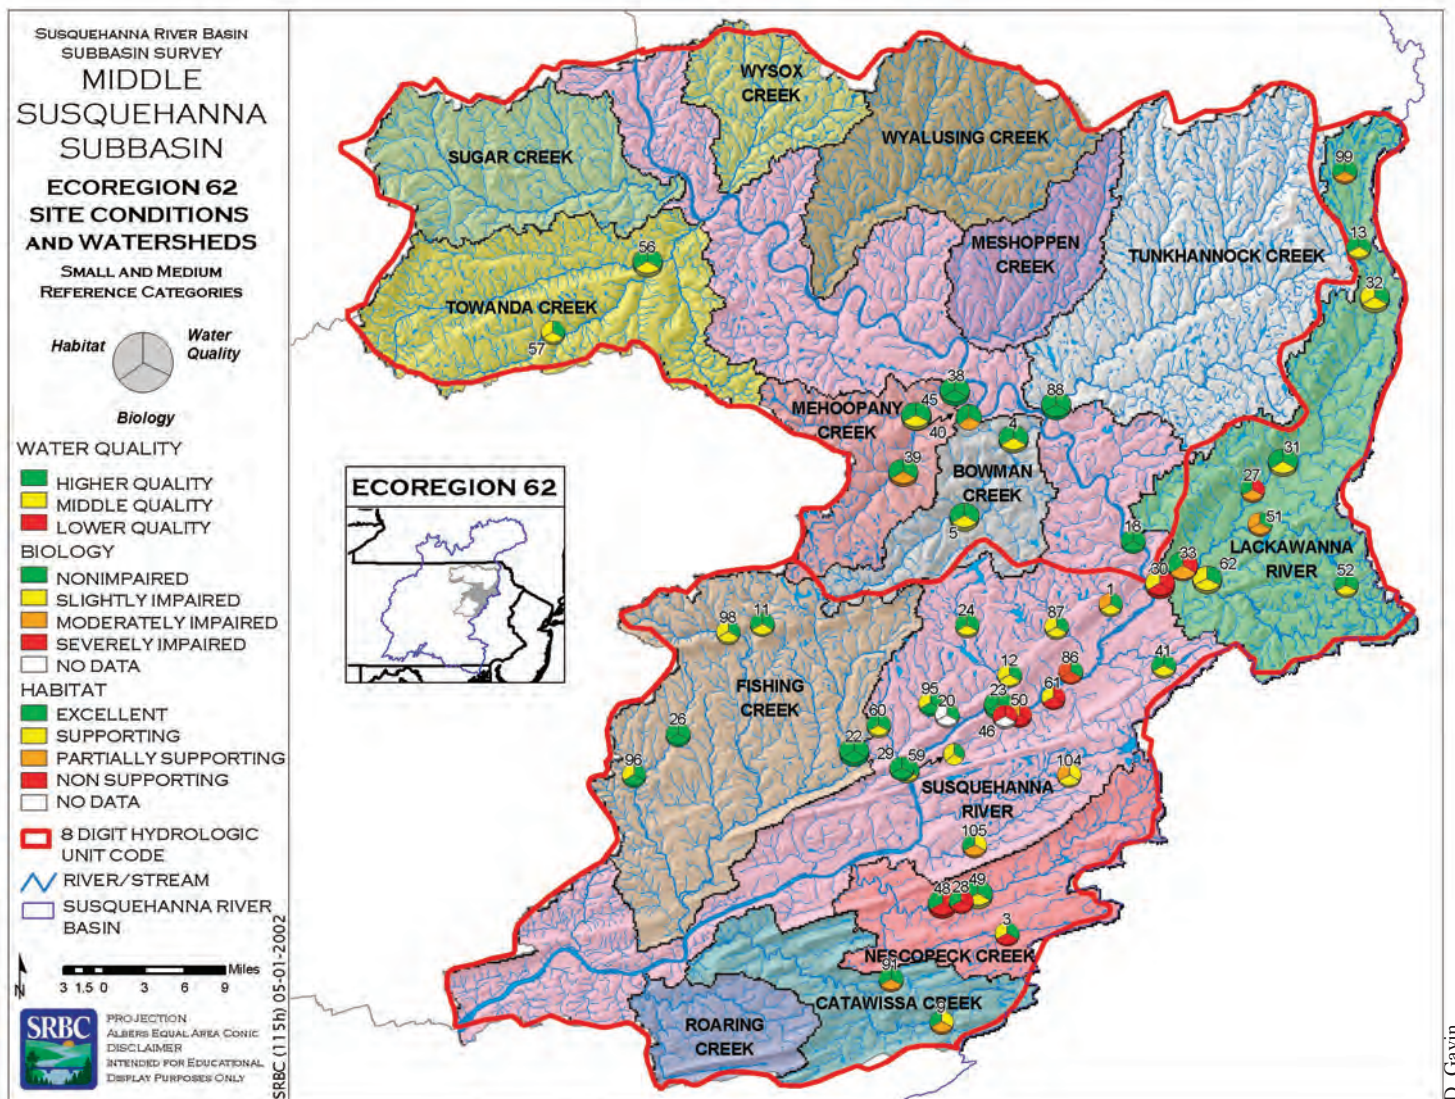 SUSQUEHANNA RIVER BASIN
SUBBASIN SURVEY
MIDDLE
SUSQUEHANNA
SUBBASIN
ECOREGION 62
SITE CONDITIONS
AND WATERSHEDS
SMALL AND MEDIUM
REFERENCE CATEGORIES
Habitat
Water
Quality
Biology
WATER QUALITY
HIGHER QUALITY
MIDDLE QUALITY
LOWER QUALITY
BIOLOGY
NONIMPAIRED
SLIGHTLY IMPAIRED
MODERATELY IMPAIRED
SEVERELY IMPAIRED
NO DATA
HABITAT
EXCELLENT
SUPPORTING
PARTIALLY SUPPORTING
NON SUPPORTING
NO DATA
8 DIGIT HYDROLOGIC
UNIT CODE
RIVER/STREAM
SUSQUEHANNA RIVER
BASIN
N
Miles
3 1.5 0 3 6 9
SRBC
PROJECTION
ALBERS EQUAL AREA CONIC
DISCLAIMER
INTENDED FOR EDUCATIONAL
DISPLAY PURPOSES ONLY
SRBC (115h) 05-01-2002
WYSOX
CREEK
WYALUSING CREEK
SUGAR CREEK
99
MESHOPPEN
CREEK
TUNKHANNOCK CREEK
13
56
32
TOWANDA CREEK
57
38
88
MEHOOPANY
CREEK
45
40
4
39
BOWMAN
CREEK
5
31
27
51
18
LACKAWANNA
RIVER
33
30
62
52
ECOREGION 62
98
11
24
87
1
12
86
41
FISHING
CREEK
95
20
23
50
61
46
26
60
22
29
59
96
104
SUSQUEHANNA
RIVER
105
48
28
49
3
NESCOPECK CREEK
91
CATAWISSA CREEK
9
ROARING
CREEK
D. Gavin